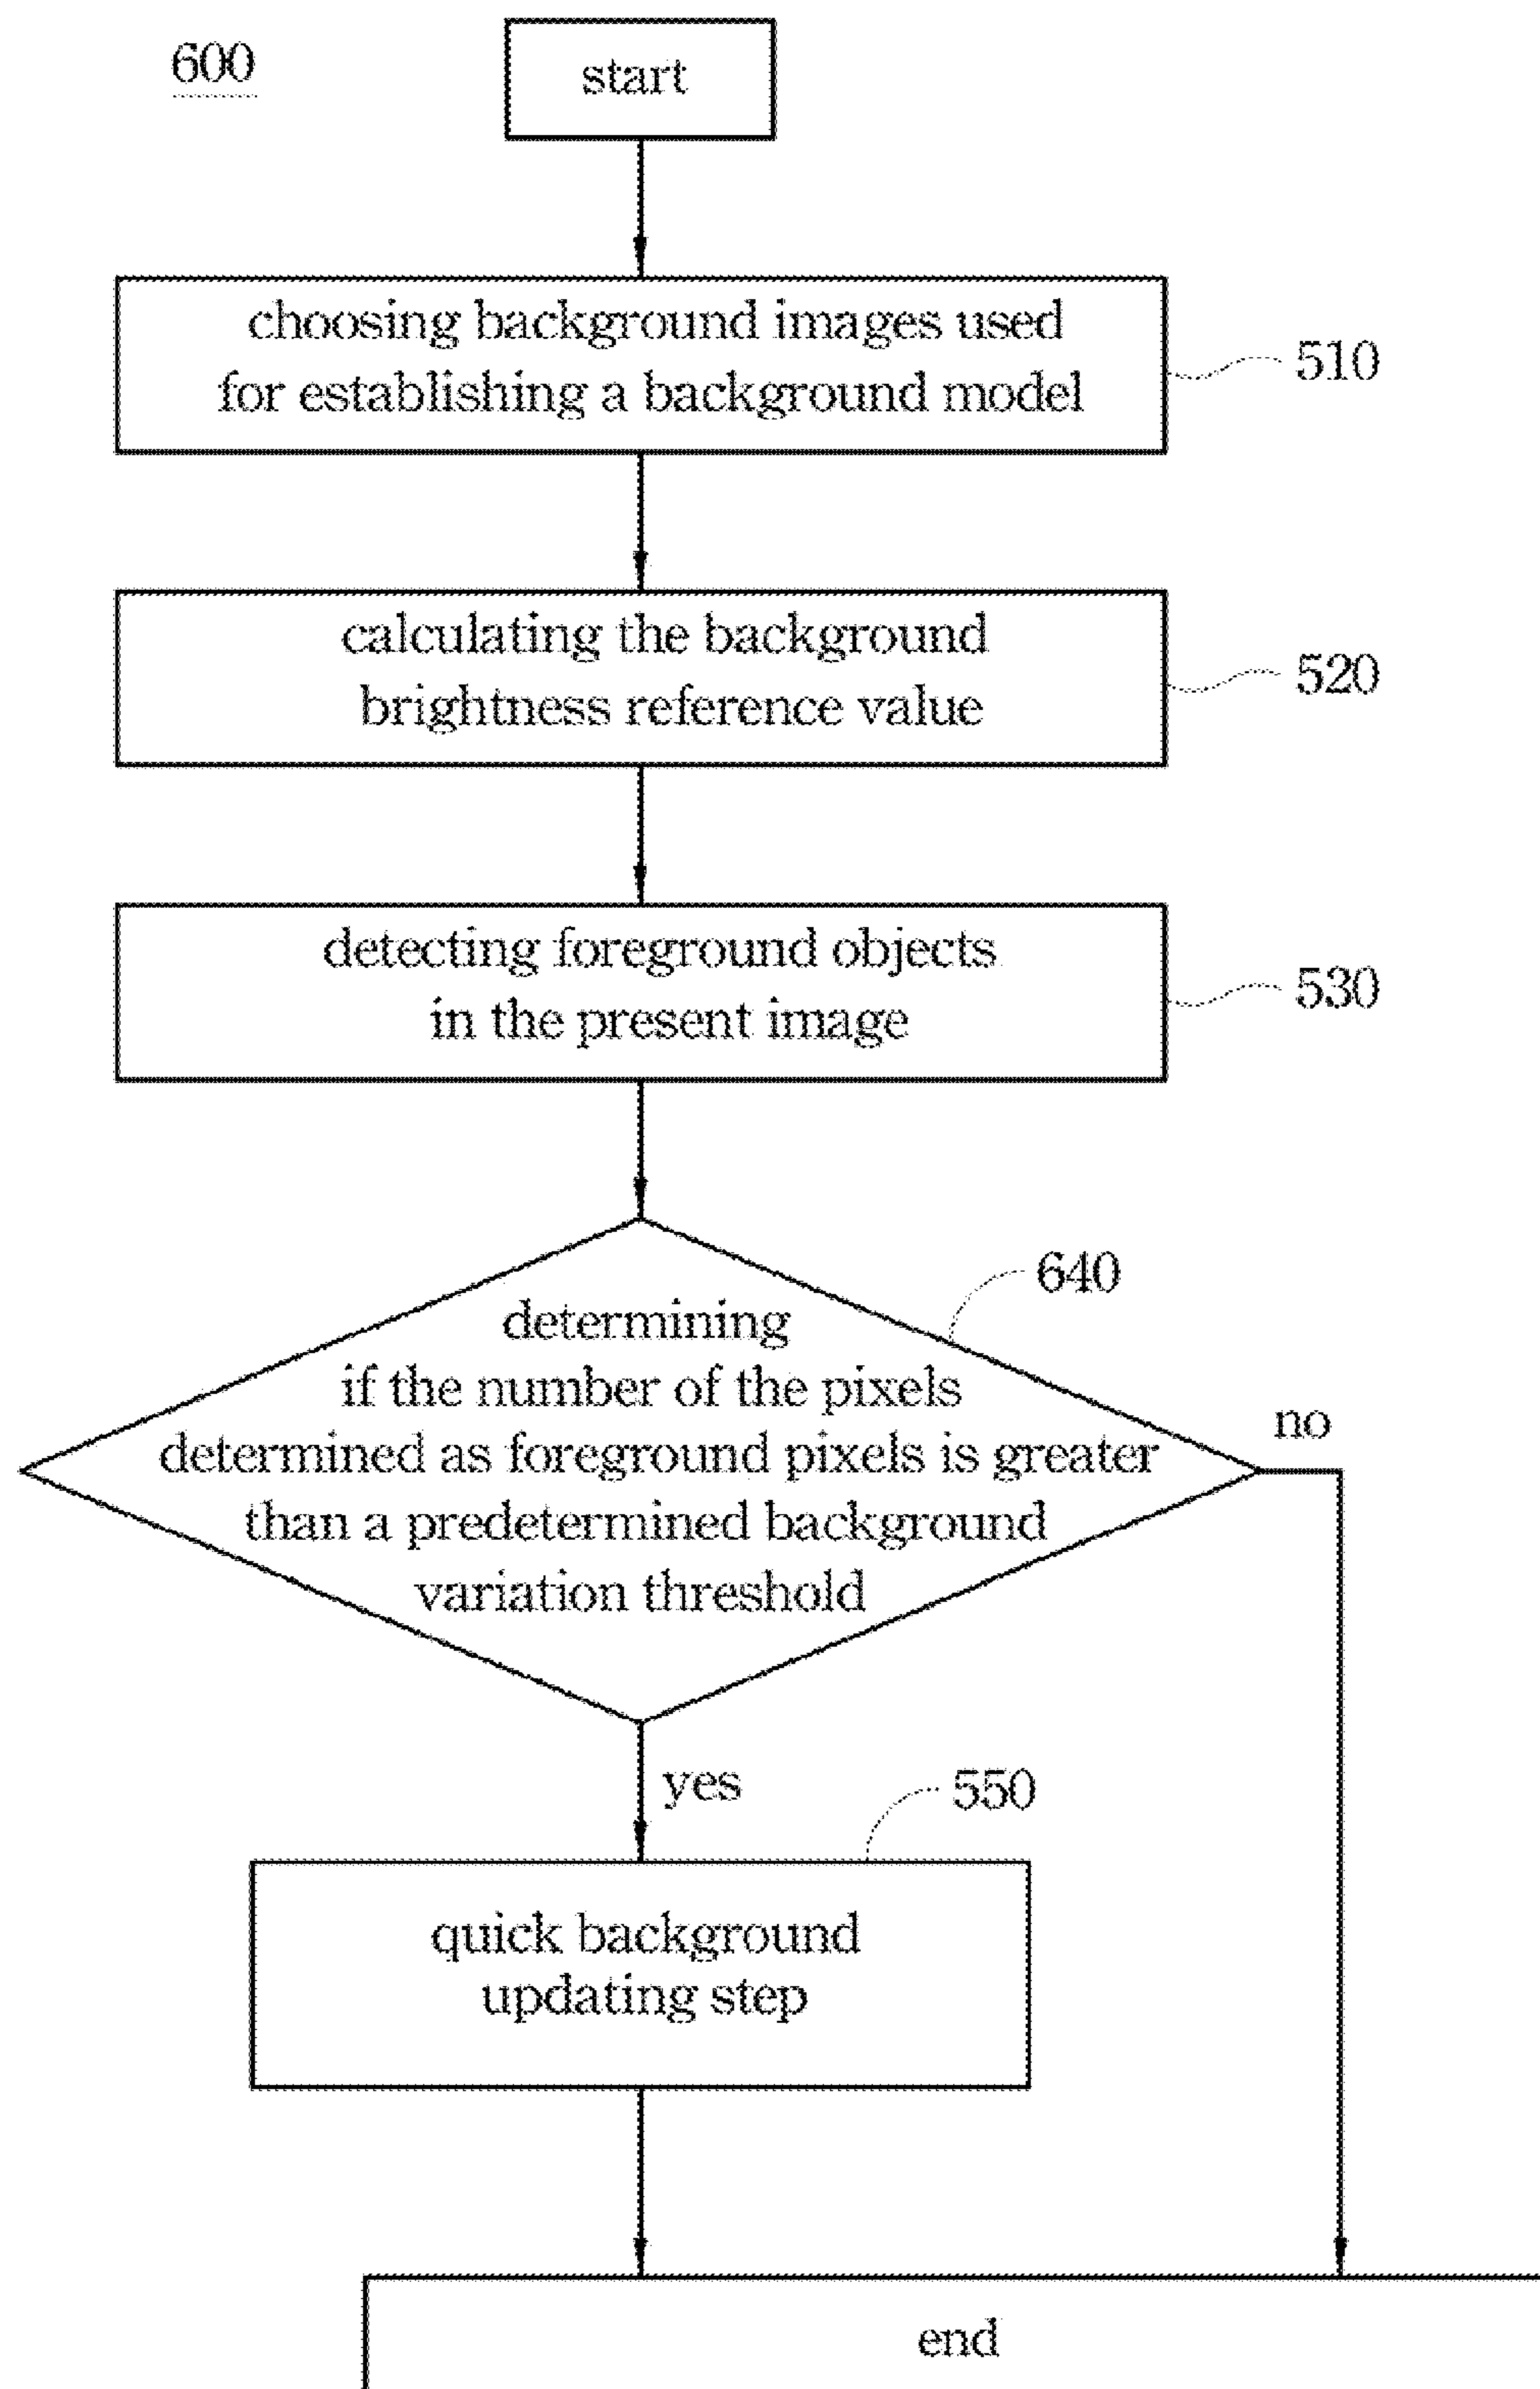 600
start
choosing background images used
for establishing a background model
510
calculating the background
brightness reference value
520
detecting foreground objects
in the present image
530
640
determining
if the number of the pixels
determined as foreground pixels is greater
than a predetermined background
variation threshold
no
yes
550
quick background
updating step
end